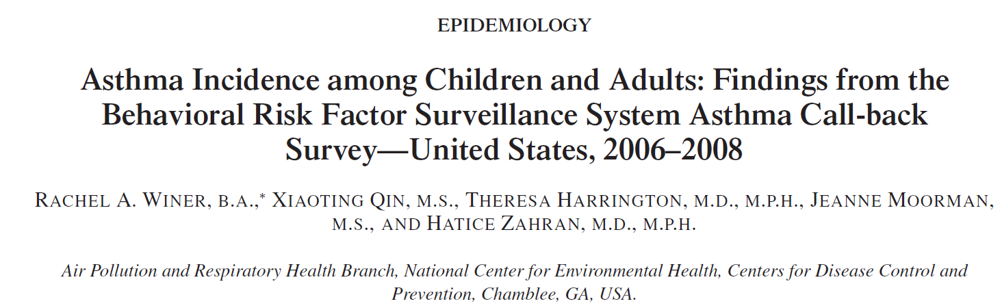 EPIDEMIOLOGY
Asthma Incidence among Children and Adults: Findings from the
Behavioral Risk Factor Surveillance System Asthma Call-back
Survey—United States, 2006–2008
RACHEL A. WINER, B.A.,* XIAOTING QIN, M.S., THERESA HARRINGTON, M.D., M.P.H., JEANNE MOORMAN,
M.S., AND HATICE ZAHRAN, M.D., M.P.H.
Air Pollution and Respiratory Health Branch, National Center for Environmental Health, Centers for Disease Control and
Prevention, Chamblee, GA, USA.